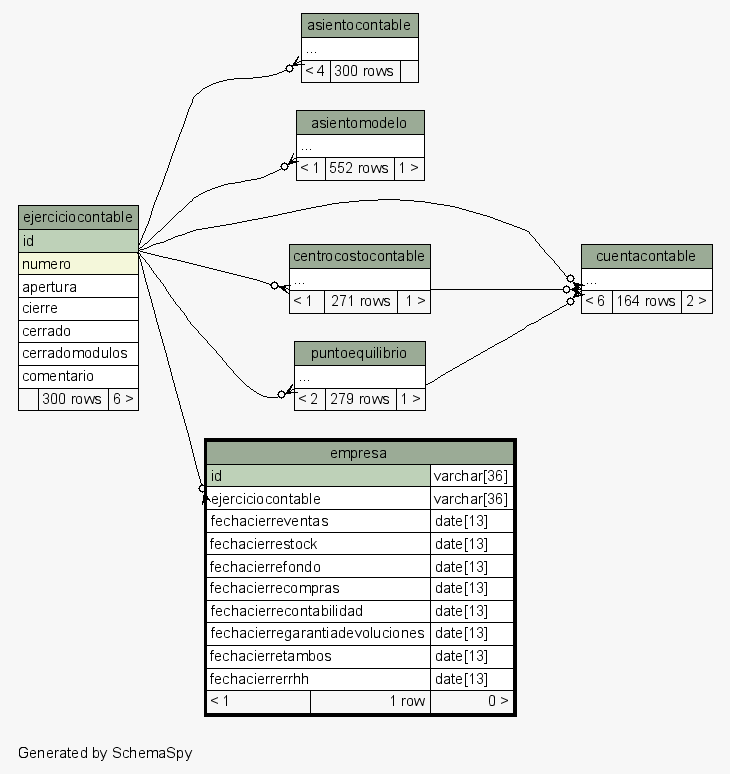 asientocontable
...
< 4 300 rows
asientomodelo
...
< 1 552 rows 1 >
ejerciciocontable
id
numero
apertura
cierre
cerrado
cerradomodulos
comentario
300 rows 6 >
centrocostocontable
...
< 1 271 rows 1 >
cuentacontable
...
< 6 164 rows 2 >
puntoequilibrio
...
< 2 279 rows 1 >
empresa
id varchar[36]
ejerciciocontable varchar[36]
fechacierreventas date[13]
fechacierrestock date[13]
fechacierrefondo date[13]
fechacierrecompras date[13]
fechacierrecontabilidad date[13]
fechacierregarantiadevoluciones date[13]
fechacierretambos date[13]
fechacierrerrhh date[13]
< 1 1 row 0 >
Generated by SchemaSpy